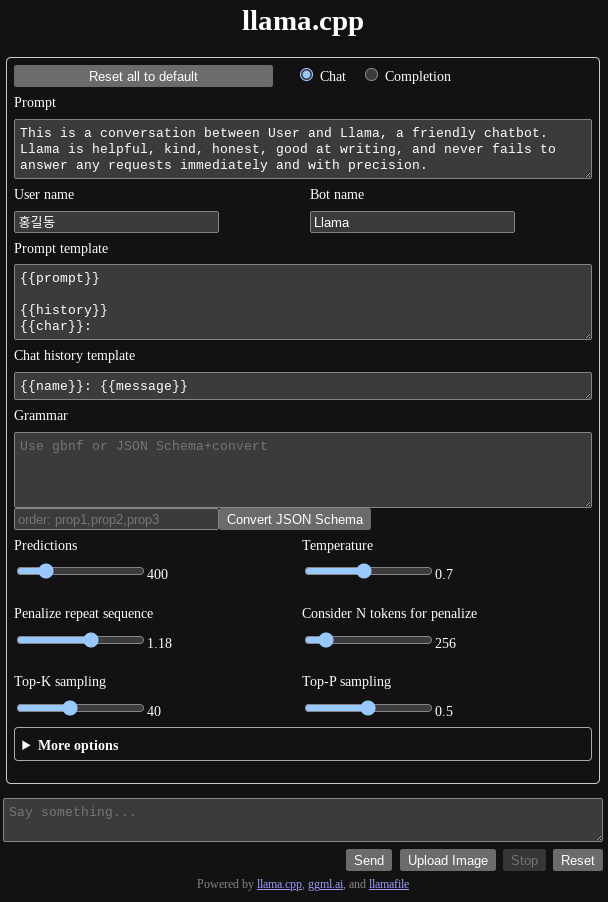 llama.cpp
Reset all to default Chat Completion
Prompt
This is a conversation between User and Llama, a friendly chatbot.
Llama is helpful, kind, honest, good at writing, and never fails to
answer any requests immediately and with precision.
User name Bot name
홍길동 Llama
Prompt template
{{prompt}}
{{history}}
{{char}}:
Chat history template
{{name}}: {{message}}
Grammar
Use gbnf or JSON Schema+convert
order: prop1,prop2,prop3 Convert JSON Schema
Predictions Temperature
400 0.7
Penalize repeat sequence Consider N tokens for penalize
1.18 256
Top-K sampling Top-P sampling
40 0.5
More options
Say something...
Send Upload Image Stop Reset
Powered by llama.cpp, ggml.ai, and llamafile